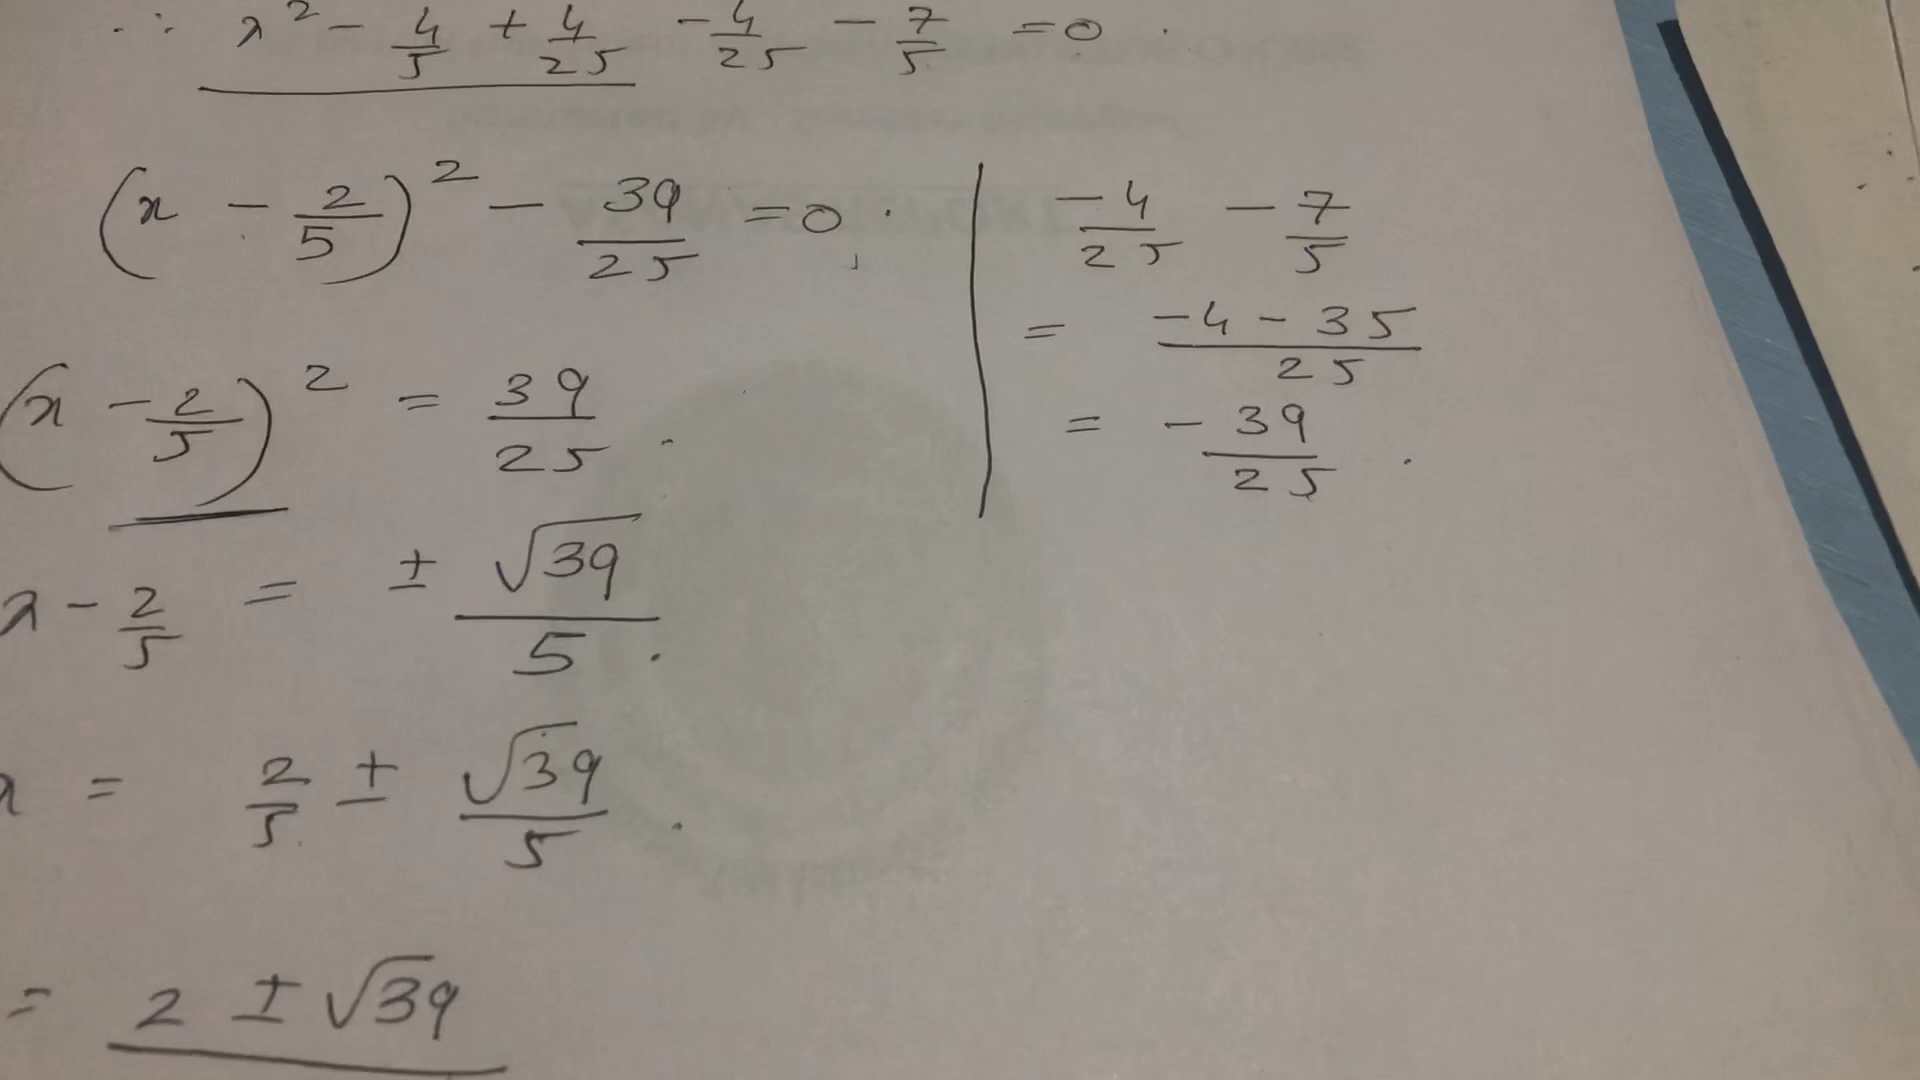 ∴ x² - 4/5 + 4/25 - 4/25 - 7/5 = 0.
(x - 2/5)² - 39/25 = 0.
(x - 2/5)² = 39/25.
x - 2/5 = ± √39/5.
x = 2/5 ± √39/5.
= 2 ± √39
-4/25 - 7/5
= -4 - 35/25
= - 39/25.